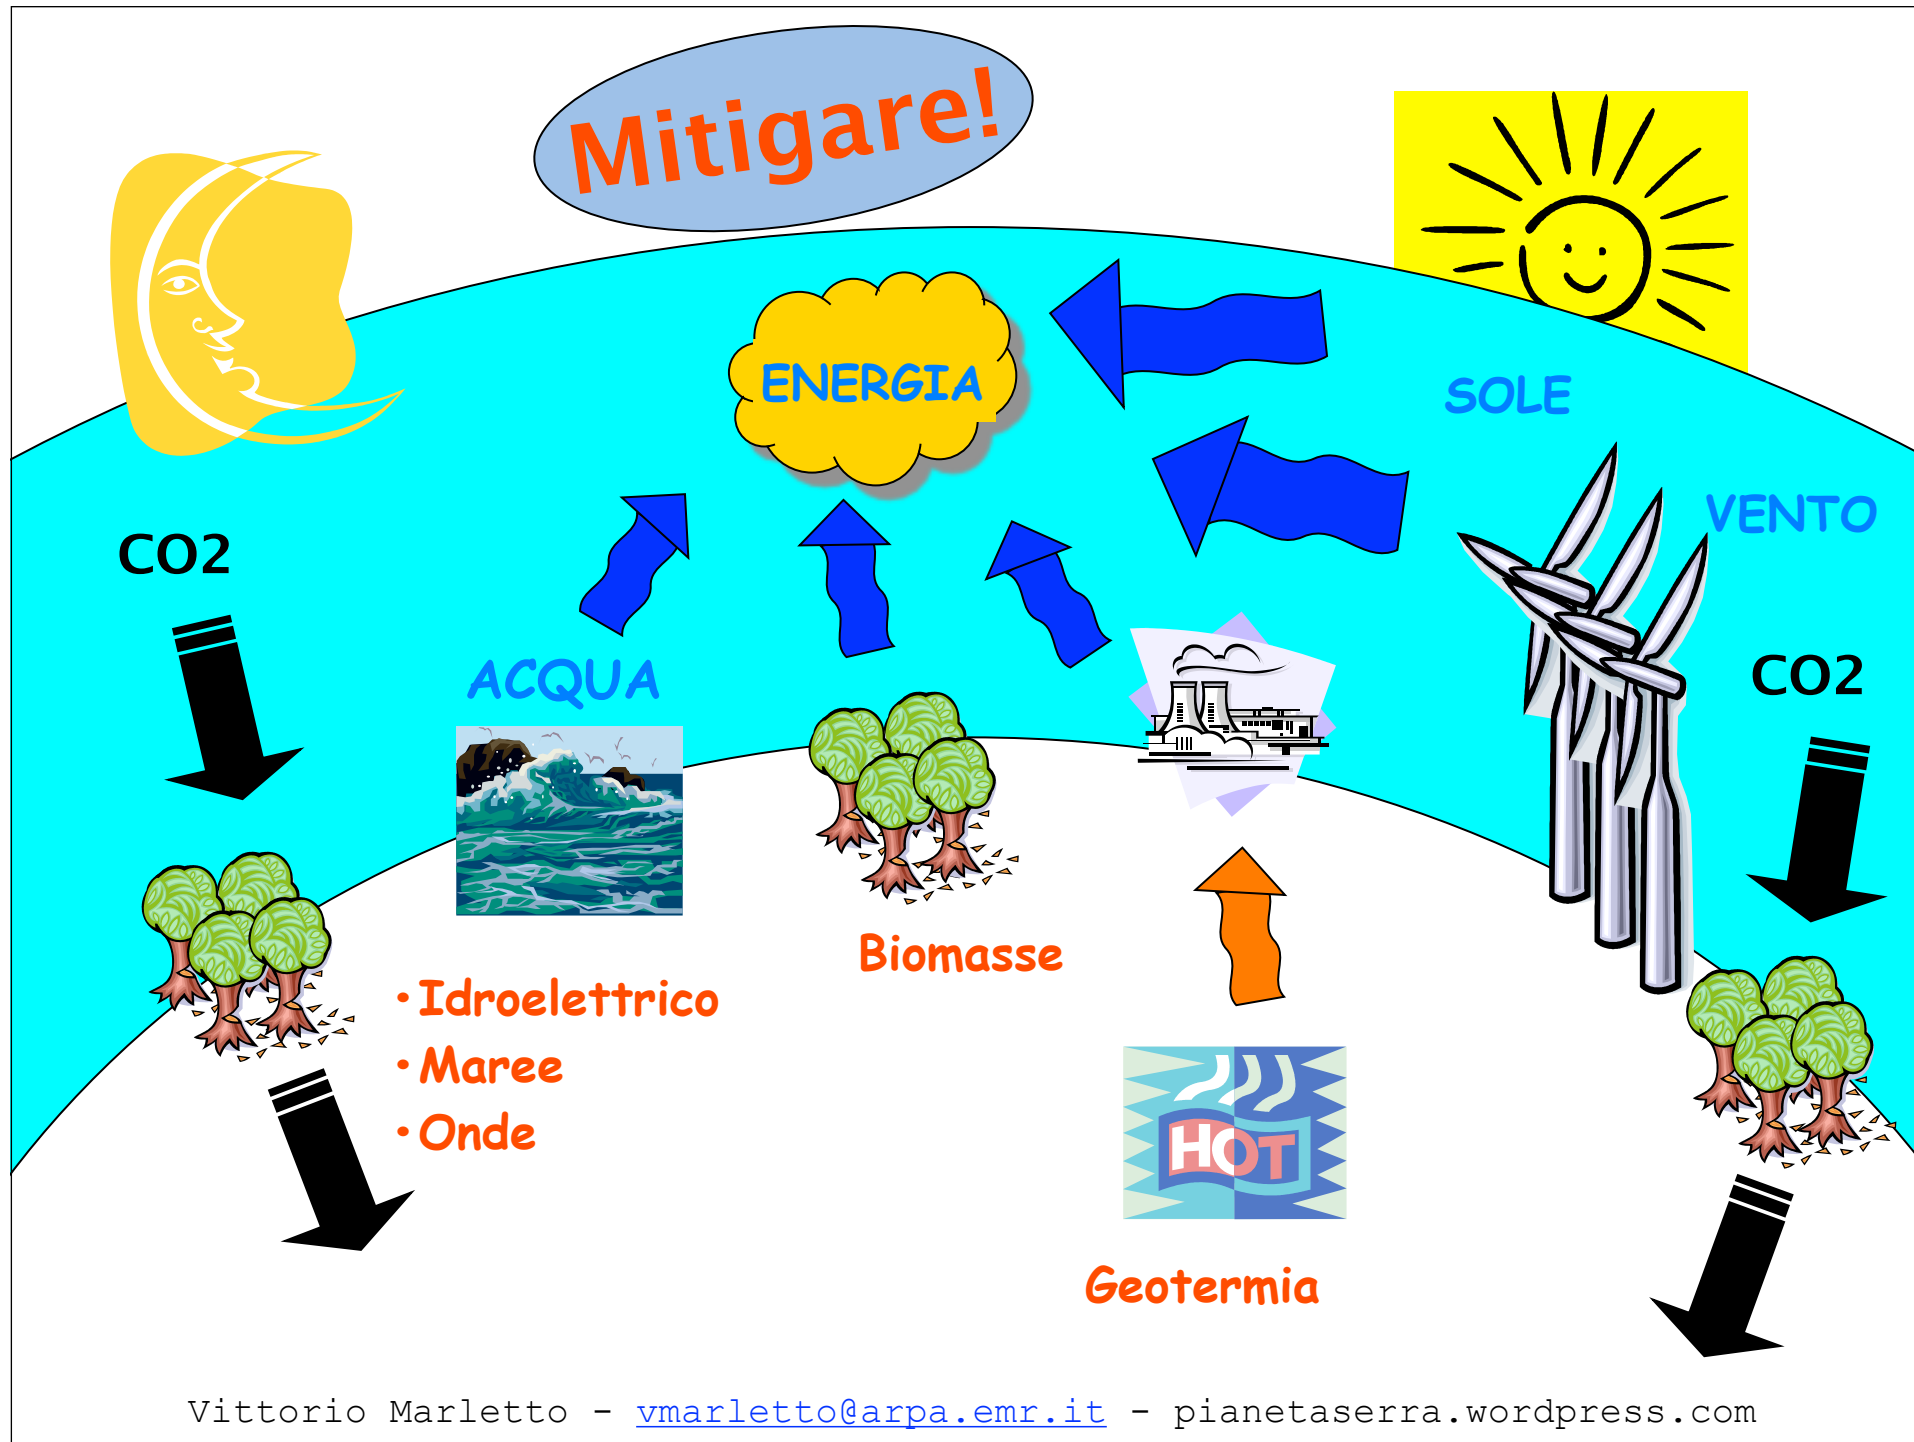 Mitigare!
ENERGIA
SOLE
VENTO
CO2
ACQUA
CO2
Biomasse
• Idroelettrico
• Maree
• Onde
HOT
Geotermia
Vittorio Marletto - vmarletto@arpa.emr.it - pianetaserra.wordpress.com